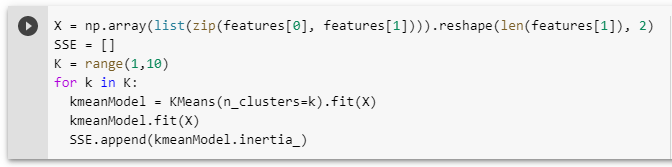 X = np.array(list(zip(features[0], features[1]))).reshape(len(features[1]), 2)
SSE = []
K = range(1,10)
for k in K:
  kmeanModel = KMeans(n_clusters=k).fit(X)
  kmeanModel.fit(X)
  SSE.append(kmeanModel.inertia_)